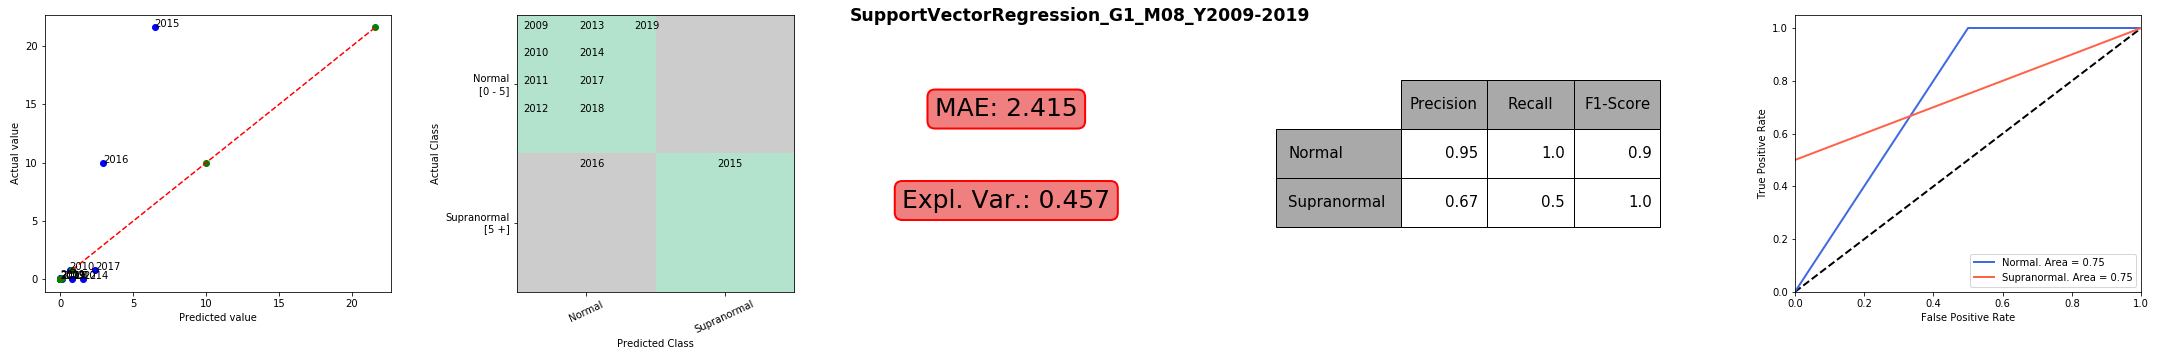 SupportVectorRegression_G1_M08_Y2009-2019
Actual value
20
15
10
5
0
2015
2016
2010
2017
2014
0
5
10
15
20
Predicted value
Actual Class
Normal
[0 - 5]
Supranormal
[5 +]
2009 2013 2019
2010 2014
2011 2017
2012 2018
2016 2015
Normal
Supranormal
Predicted Class
MAE: 2.415
Expl. Var.: 0.457
Precision Recall F1-Score
Normal 0.95 1.0 0.9
Supranormal 0.67 0.5 1.0
True Positive Rate
1.0
0.8
0.6
0.4
0.2
0.0
Normal. Area = 0.75
Supranormal. Area = 0.75
0.0
0.2
0.4
0.6
0.8
1.0
False Positive Rate